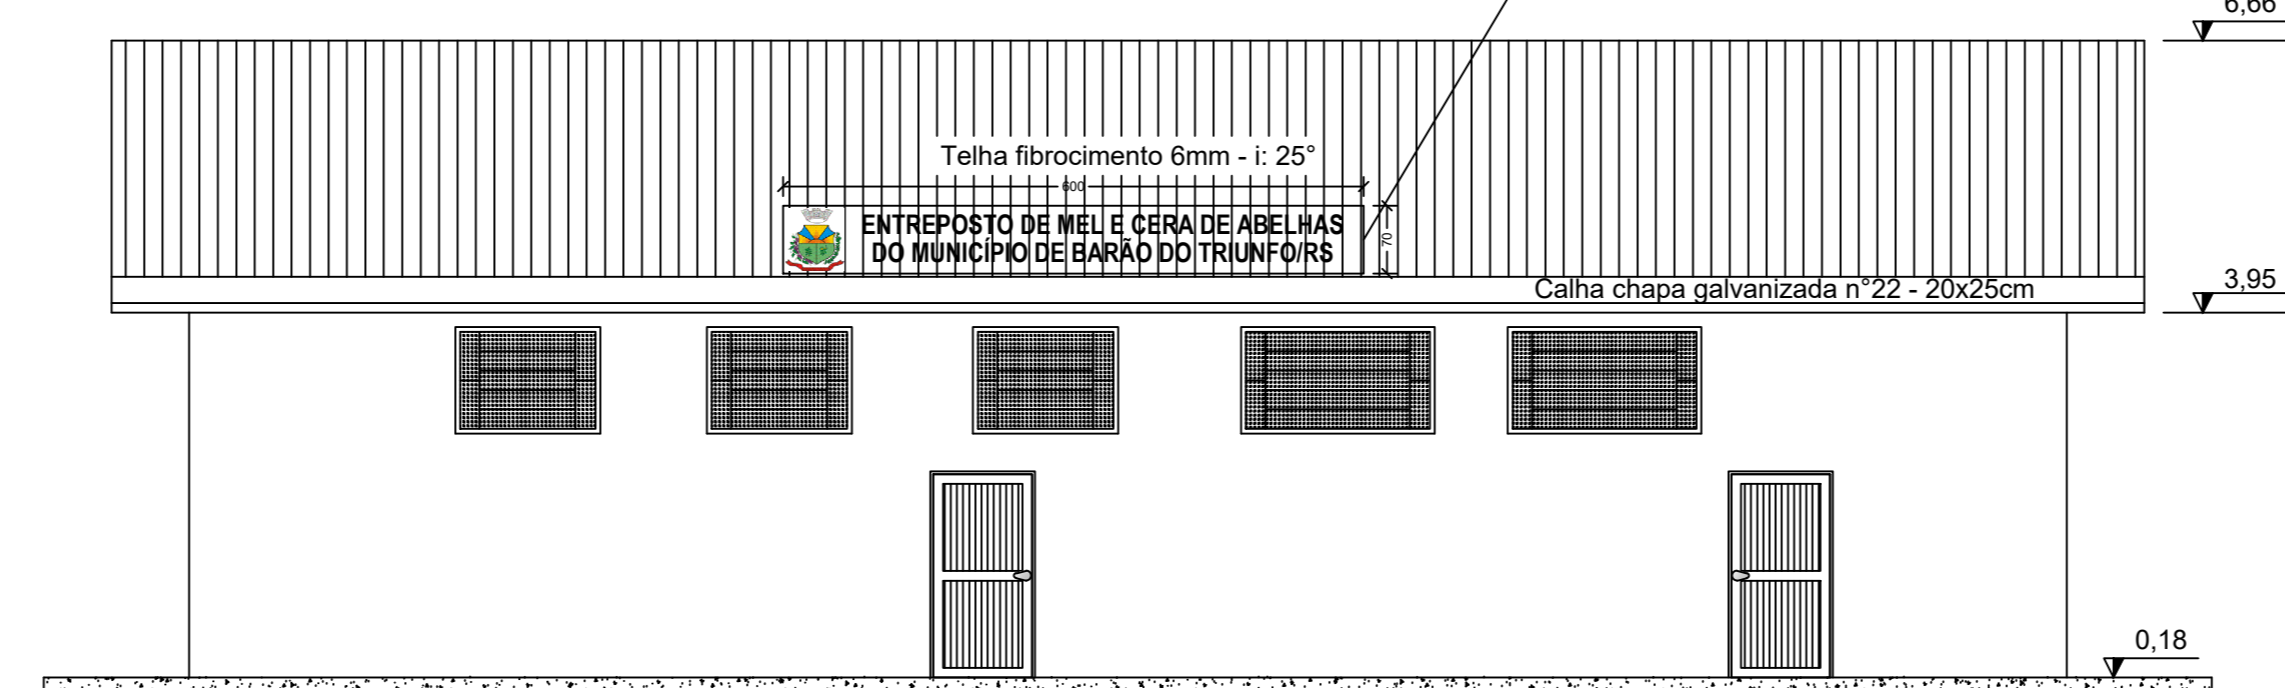 6,66
Telha fibrocimento 6mm - i: 25°
600
ENTREPOSTO DE MEL E CERA DE ABELHAS
DO MUNICÍPIO DE BARÃO DO TRIUNFO/RS
70
Calha chapa galvanizada n°22 - 20x25cm
3,95
0,18